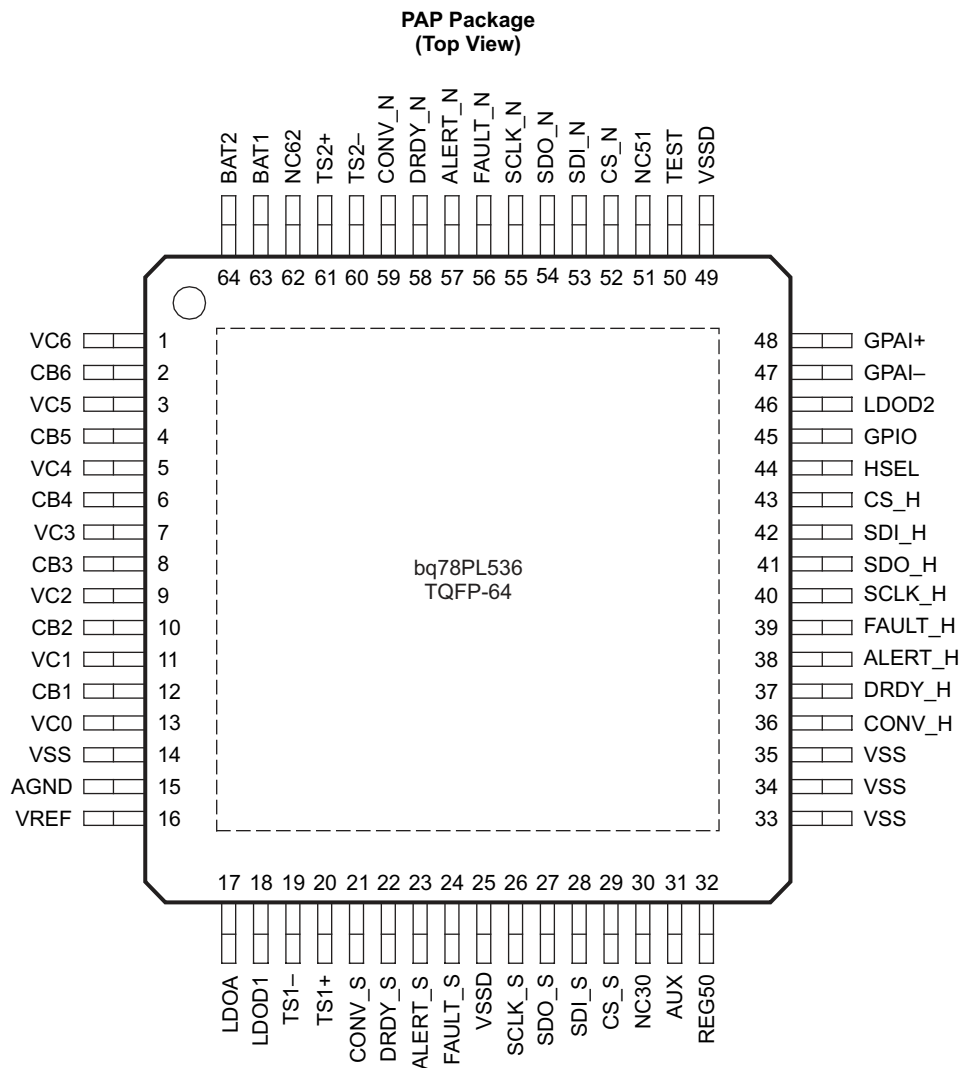 PAP Package
(Top View)
BAT2
BAT1
NC62
TS2+
TS2–
CONV_N
DRDY_N
ALERT_N
FAULT_N
SCLK_N
SDO_N
SDI_N
CS_N
NC51
TEST
VSSD
64 63 62 61 60 59 58 57 56 55 54 53 52 51 50 49
VC6 1
CB6 2
VC5 3
CB5 4
VC4 5
CB4 6
VC3 7
CB3 8
VC2 9
CB2 10
VC1 11
CB1 12
VC0 13
VSS 14
AGND 15
VREF 16
bq78PL536
TQFP-64
48 GPAI+
47 GPAI–
46 LDOD2
45 GPIO
44 HSEL
43 CS_H
42 SDI_H
41 SDO_H
40 SCLK_H
39 FAULT_H
38 ALERT_H
37 DRDY_H
36 CONV_H
35 VSS
34 VSS
33 VSS
17 18 19 20 21 22 23 24 25 26 27 28 29 30 31 32
LDOA
LDOD1
TS1–
TS1+
CONV_S
DRDY_S
ALERT_S
FAULT_S
VSSD
SCLK_S
SDO_S
SDI_S
CS_S
NC30
AUX
REG50